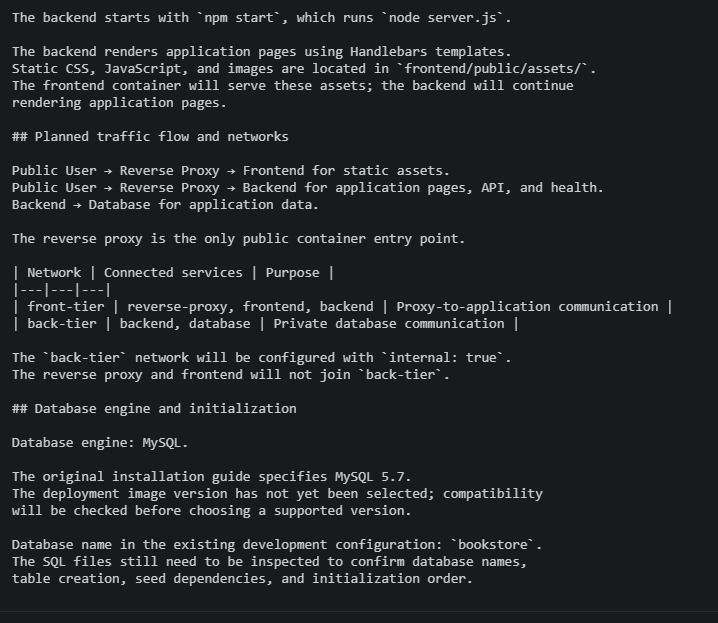 The backend starts with `npm start`, which runs `node server.js`.
The backend renders application pages using Handlebars templates.
Static CSS, JavaScript, and images are located in `frontend/public/assets/`.
The frontend container will serve these assets; the backend will continue
rendering application pages.
## Planned traffic flow and networks
Public User → Reverse Proxy → Frontend for static assets.
Public User → Reverse Proxy → Backend for application pages, API, and health.
Backend → Database for application data.
The reverse proxy is the only public container entry point.
| Network | Connected services | Purpose |
|---|---|---|
| front-tier | reverse-proxy, frontend, backend | Proxy-to-application communication |
| back-tier | backend, database | Private database communication |
The `back-tier` network will be configured with `internal: true`.
The reverse proxy and frontend will not join `back-tier`.
## Database engine and initialization
Database engine: MySQL.
The original installation guide specifies MySQL 5.7.
The deployment image version has not yet been selected; compatibility
will be checked before choosing a supported version.
Database name in the existing development configuration: `bookstore`.
The SQL files still need to be inspected to confirm database names,
table creation, seed dependencies, and initialization order.